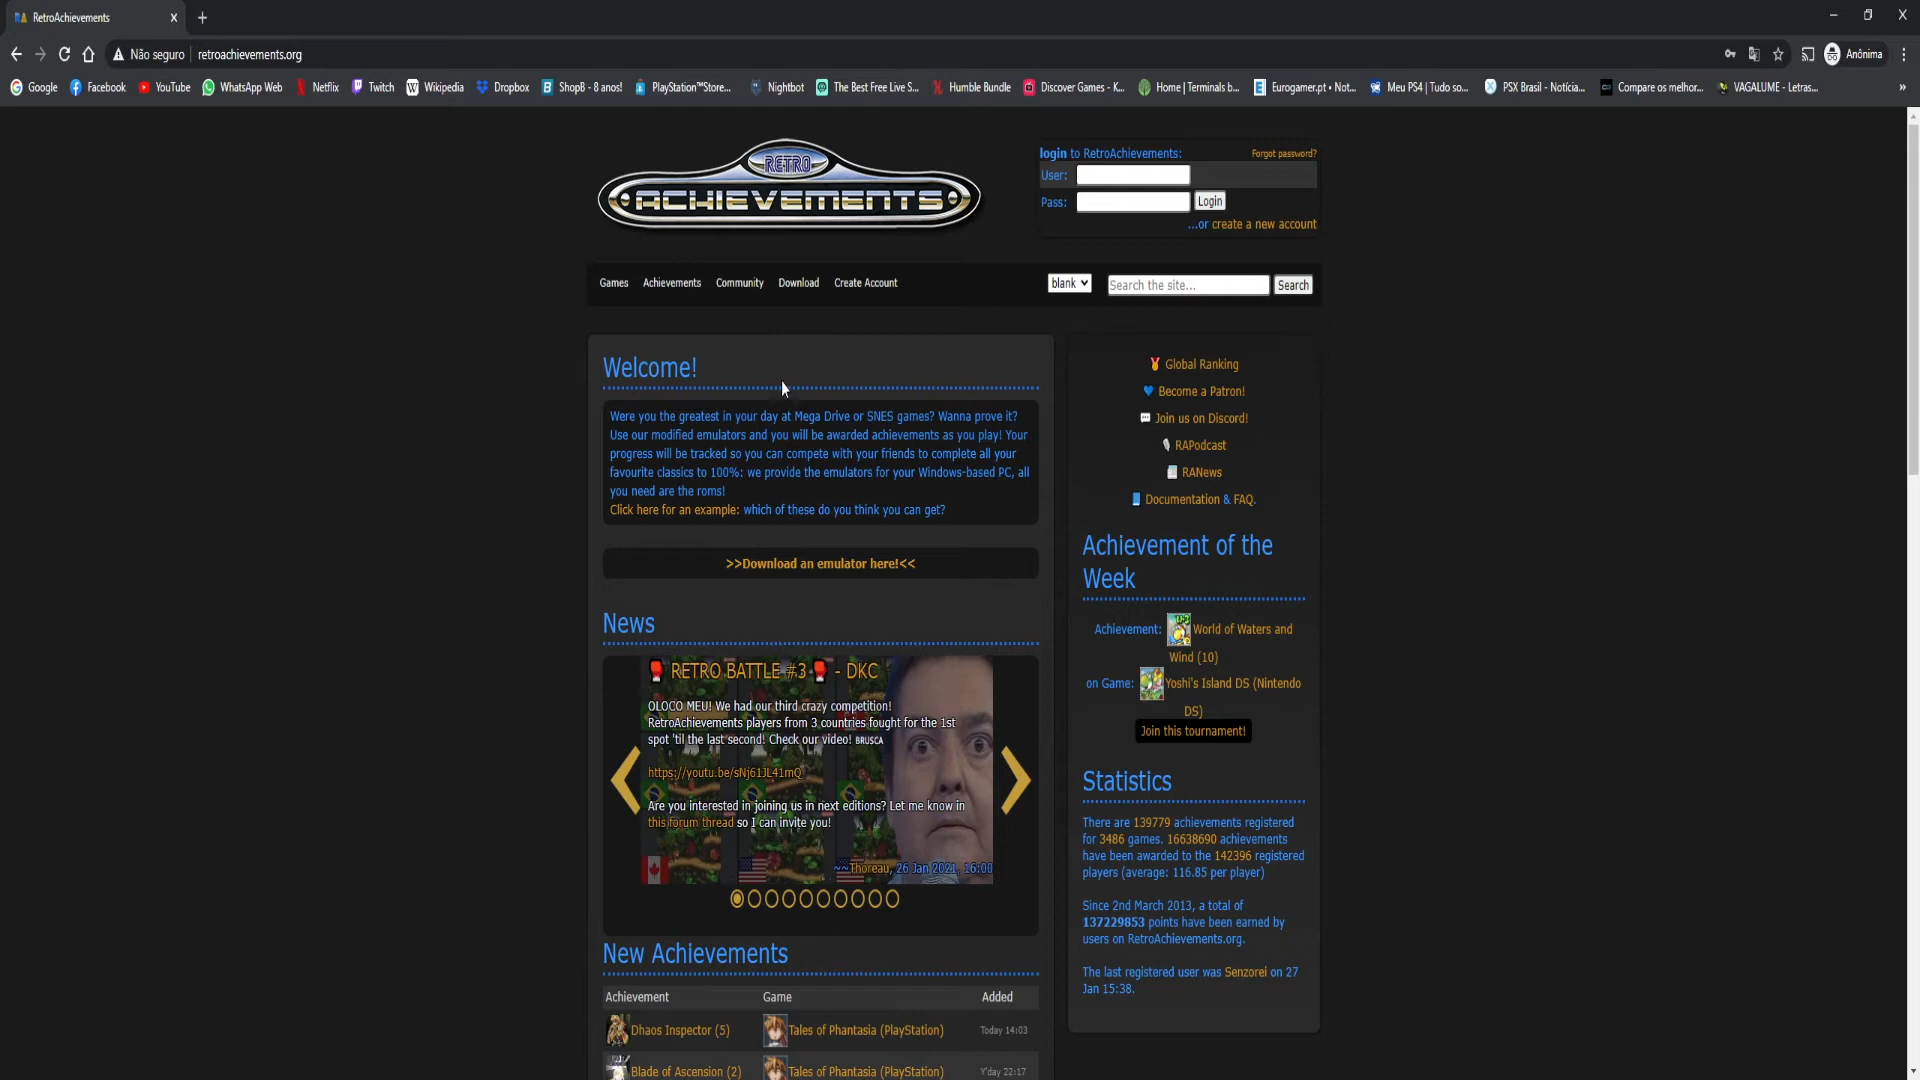 RetroAchievements
Não seguro
retroachievements.org
Anônima
Google
Facebook
YouTube
WhatsApp Web
Netflix
Twitch
Wikipedia
Dropbox
ShopB - 8 anos!
PlayStation™Store...
Nightbot
The Best Free Live S...
Humble Bundle
Discover Games - K...
Home | Terminals b...
Eurogamer.pt • Not...
Meu PS4 | Tudo so...
PSX Brasil - Notícia...
Compare os melhor...
VAGALUME - Letras...
»
RETRO
ACHIEVEMENTS
login to RetroAchievements:
Forgot password?
User:
Pass:
Login
...or create a new account
Games
Achievements
Community
Download
Create Account
blank
Search the site...
Search
Welcome!
Were you the greatest in your day at Mega Drive or SNES games? Wanna prove it?
Use our modified emulators and you will be awarded achievements as you play! Your
progress will be tracked so you can compete with your friends to complete all your
favourite classics to 100%: we provide the emulators for your Windows-based PC, all
you need are the roms!
Click here for an example: which of these do you think you can get?
>>Download an emulator here!<<
News
RETRO BATTLE #3 - DKC
OLOCO MEU! We had our third crazy competition!
RetroAchievements players from 3 countries fought for the 1st
spot 'til the last second! Check our video! BRUSCA
https://youtu.be/sNj61JL41mQ
Are you interested in joining us in next editions? Let me know in
this forum thread so I can invite you!
~~Thoreau, 26 Jan 2021, 16:00
New Achievements
Achievement
Game
Added
Dhaos Inspector (5)
Tales of Phantasia (PlayStation)
Today 14:03
Blade of Ascension (2)
Tales of Phantasia (PlayStation)
Y'day 22:17
Global Ranking
Become a Patron!
Join us on Discord!
RAPodcast
RANews
Documentation & FAQ.
Achievement of the
Week
Achievement: World of Waters and
Wind (10)
on Game: Yoshi's Island DS (Nintendo
DS)
Join this tournament!
Statistics
There are 139779 achievements registered
for 3486 games. 16638690 achievements
have been awarded to the 142396 registered
players (average: 116.85 per player)
Since 2nd March 2013, a total of
137229853 points have been earned by
users on RetroAchievements.org.
The last registered user was Senzorei on 27
Jan 15:38.